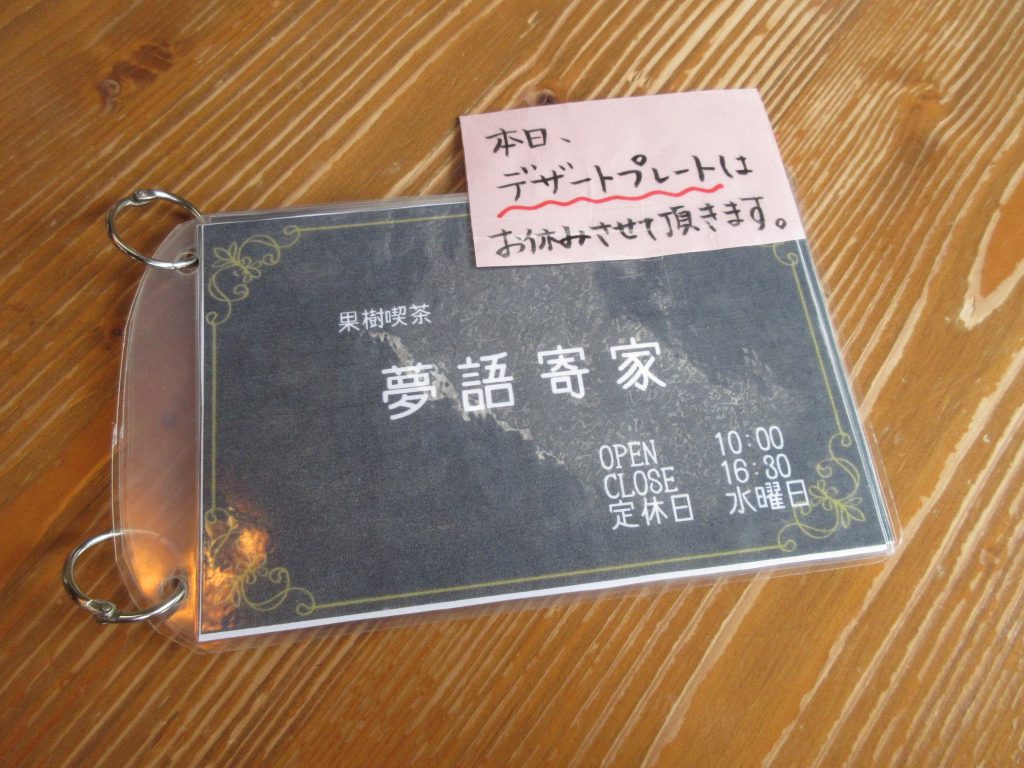 本日、
デザートプレートは
お休みさせて頂きます。
果樹喫茶
夢語寄家
OPEN 10:00
CLOSE 16:30
定休日 水曜日